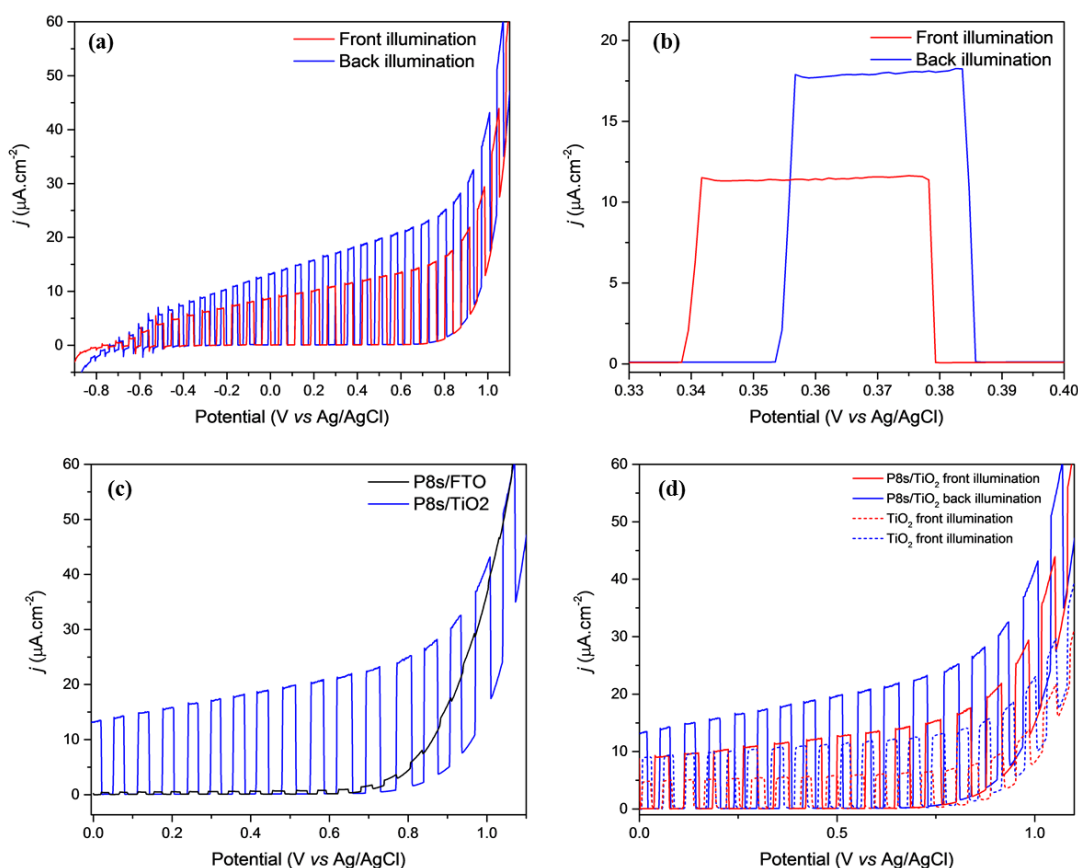 (a)
Front illumination
Back illumination
j (µA.cm⁻²)
60
50
40
30
20
10
0
-0.8 -0.6 -0.4 -0.2 0.0 0.2 0.4 0.6 0.8 1.0
Potential (V vs Ag/AgCl)
(b)
Front illumination
Back illumination
j (µA.cm⁻²)
20
15
10
5
0
0.33 0.34 0.35 0.36 0.37 0.38 0.39 0.40
Potential (V vs Ag/AgCl)
(c)
P8s/FTO
P8s/TiO2
j (µA.cm⁻²)
60
50
40
30
20
10
0
0.0 0.2 0.4 0.6 0.8 1.0
Potential (V vs Ag/AgCl)
(d)
P8s/TiO₂ front illumination
P8s/TiO₂ back illumination
TiO₂ front illumination
TiO₂ front illumination
j (µA.cm⁻²)
60
50
40
30
20
10
0
0.0 0.5 1.0
Potential (V vs Ag/AgCl)